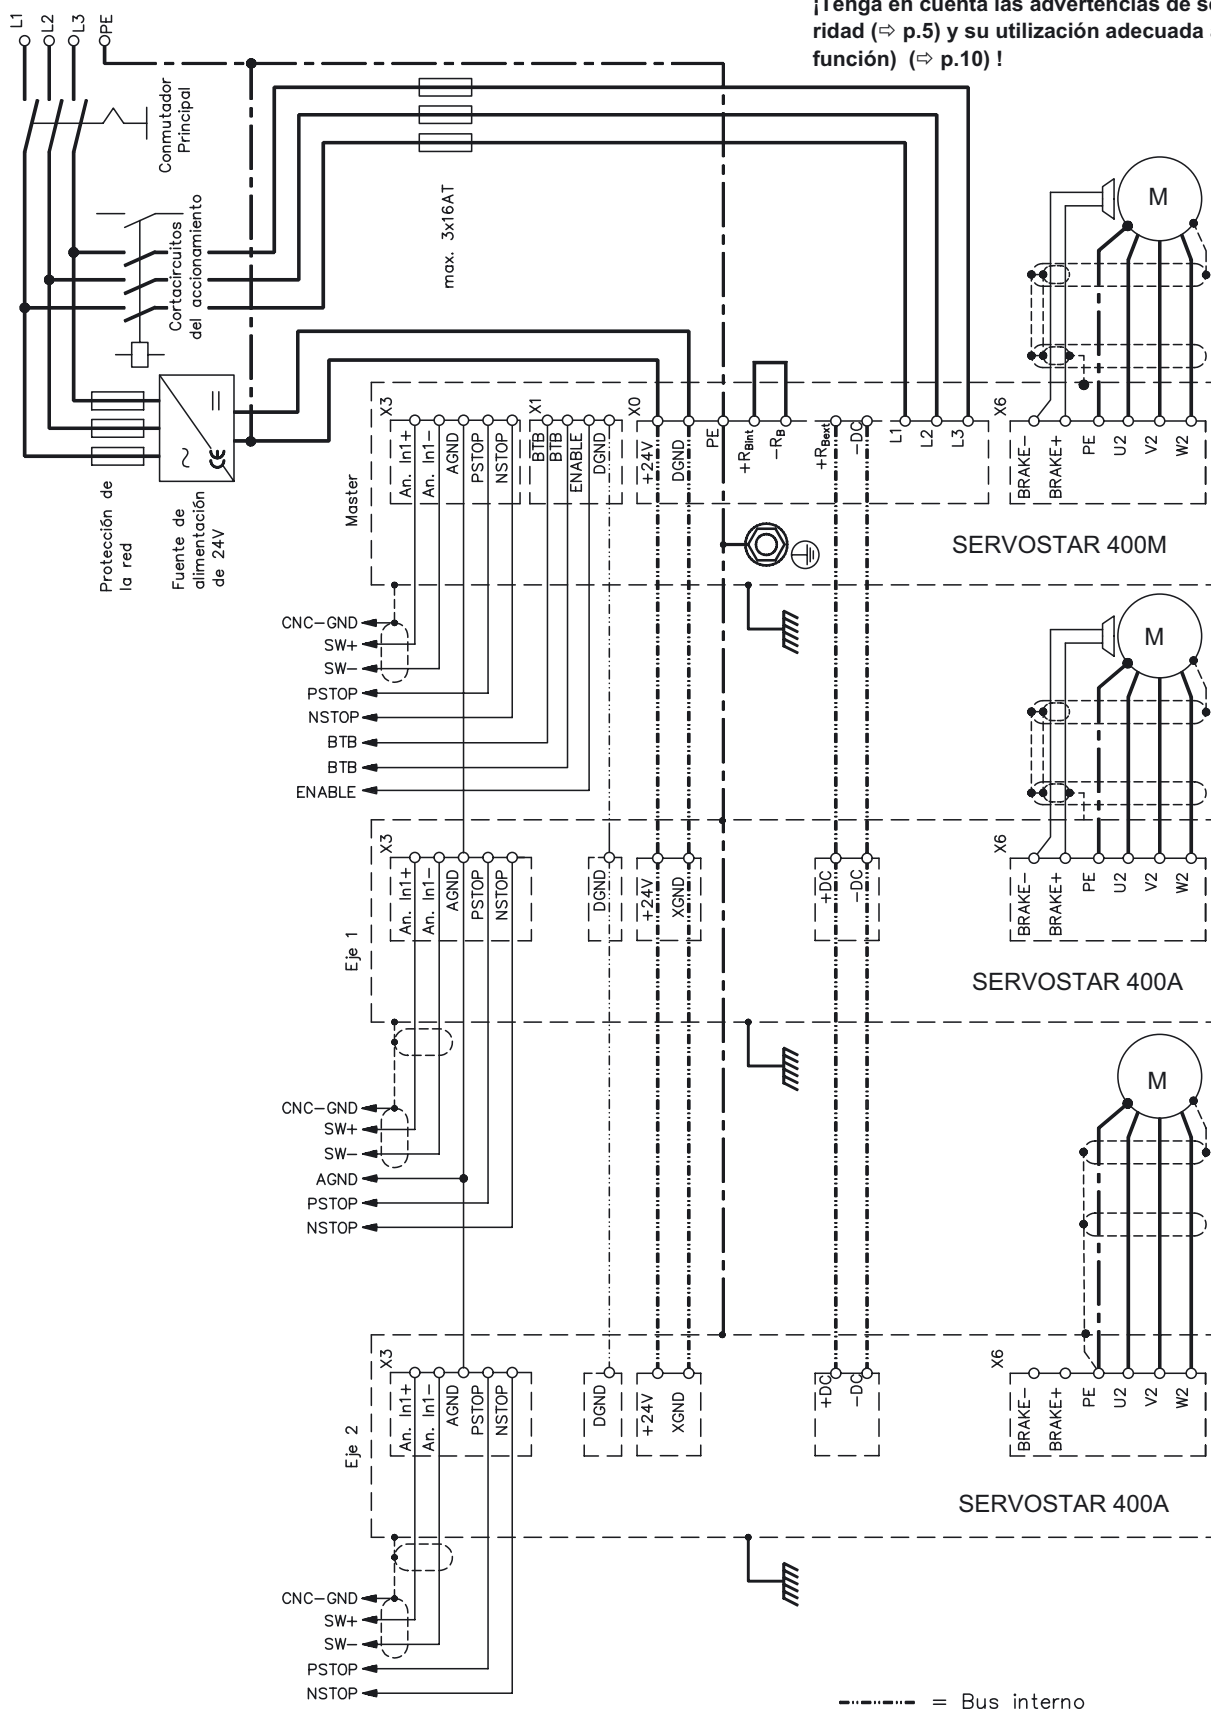 ¡Tenga en cuenta las advertencias de
ridad (⇨ p.5) y su utilización adecuada
función) (⇨ p.10) !
L1
L2
L3
PE
Conmutador
Principal
Cortacircuitos
del accionamiento
max. 3x16AT
Protección de
la red
Fuente de
alimentación
de 24V
CE
M
Master
X3
An. In1+
An. In1-
AGND
PSTOP
NSTOP
X1
BTB
BTB
ENABLE
DGND
X0
+24V
DGND
PE
+RBint
-RB
+RBext
-DC
L1
L2
L3
X6
BRAKE-
BRAKE+
PE
U2
V2
W2
SERVOSTAR 400M
CNC-GND
SW+
SW-
PSTOP
NSTOP
BTB
BTB
ENABLE
M
Eje 1
X3
An. In1+
An. In1-
AGND
PSTOP
NSTOP
DGND
+24V
XGND
+DC
-DC
X6
BRAKE-
BRAKE+
PE
U2
V2
W2
SERVOSTAR 400A
CNC-GND
SW+
SW-
AGND
PSTOP
NSTOP
M
Eje 2
X3
An. In1+
An. In1-
AGND
PSTOP
NSTOP
DGND
+24V
XGND
+DC
-DC
X6
BRAKE-
BRAKE+
PE
U2
V2
W2
SERVOSTAR 400A
CNC-GND
SW+
SW-
PSTOP
NSTOP
= Bus interno